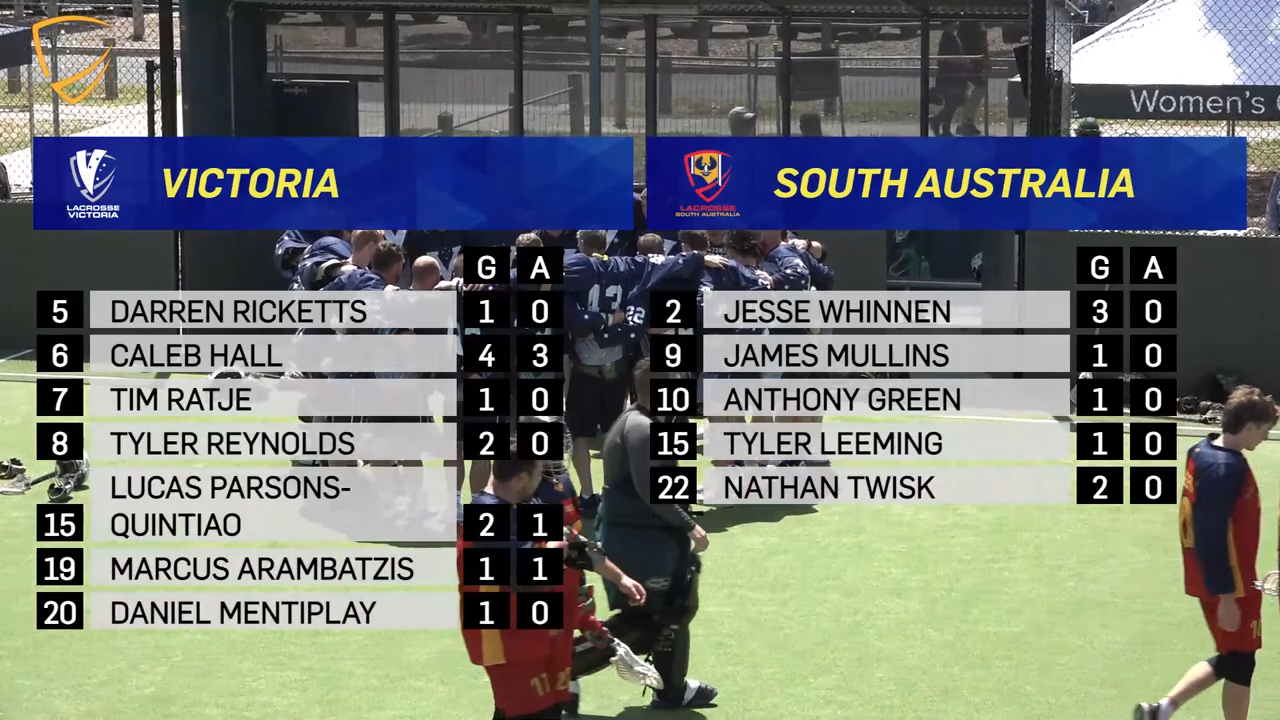 Women's
VICTORIA
LACROSSE
VICTORIA
G A
5 DARREN RICKETTS 1 0
6 CALEB HALL 4 3
7 TIM RATJE 1 0
8 TYLER REYNOLDS 2 0
LUCAS PARSONS-
15 QUINTIAO 2 1
19 MARCUS ARAMBATZIS 1 1
20 DANIEL MENTIPLAY 1 0
SOUTH AUSTRALIA
LACROSSE
SOUTH AUSTRALIA
G A
2 JESSE WHINNEN 3 0
9 JAMES MULLINS 1 0
10 ANTHONY GREEN 1 0
15 TYLER LEEMING 1 0
22 NATHAN TWISK 2 0
13
22